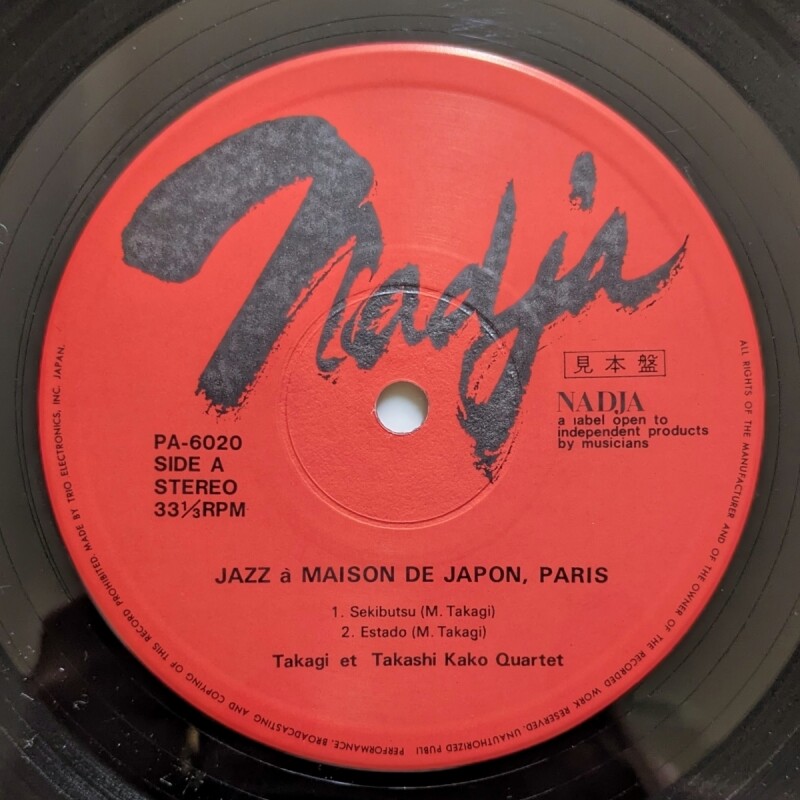 Nadja
見本盤
NADJA
a label open to
independent products
by musicians
PA-6020
SIDE A
STEREO
33⅓RPM
JAZZ à MAISON DE JAPON, PARIS
1. Sekibutsu (M. Takagi)
2. Estado (M. Takagi)
Takagi et Takashi Kako Quartet
ALL RIGHTS OF THE MANUFACTURER AND OF THE OWNER OF THE RECORDED WORK RESERVED. UNAUTHORIZED PUBLI PERFORMANCE, BROADCASTING AND COPYING OF THIS RECORD PROHIBITED. MADE BY TRIO ELECTRONICS, INC. JAPAN.